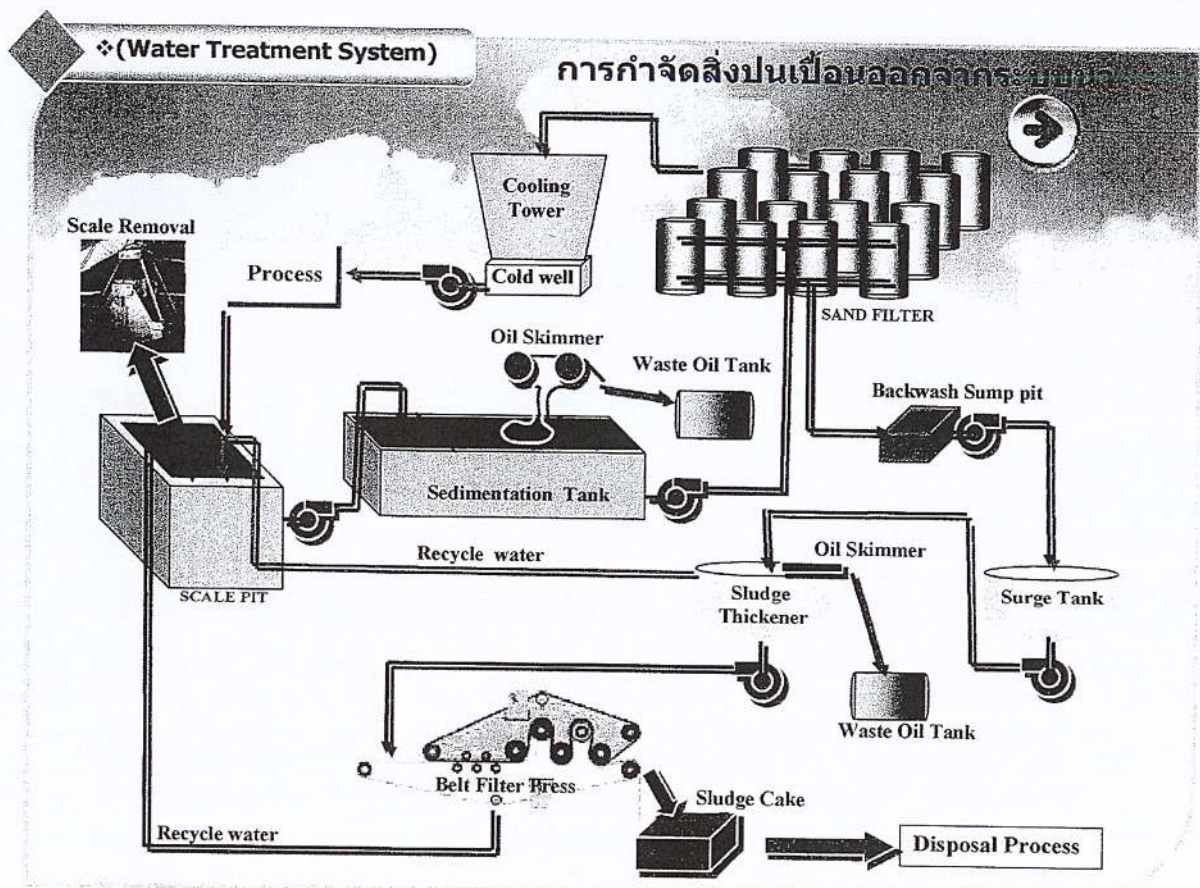 ❖(Water Treatment System)
การกำจัดสิ่งปนเปื้อนออกจากระบบน้ำ
Cooling
Tower
Scale Removal
Process
Cold well
SAND FILTER
Oil Skimmer
Waste Oil Tank
Backwash Sump pit
Sedimentation Tank
Recycle water
Oil Skimmer
SCALE PIT
Sludge
Thickener
Surge Tank
Waste Oil Tank
Belt Filter Press
Sludge Cake
Recycle water
Disposal Process